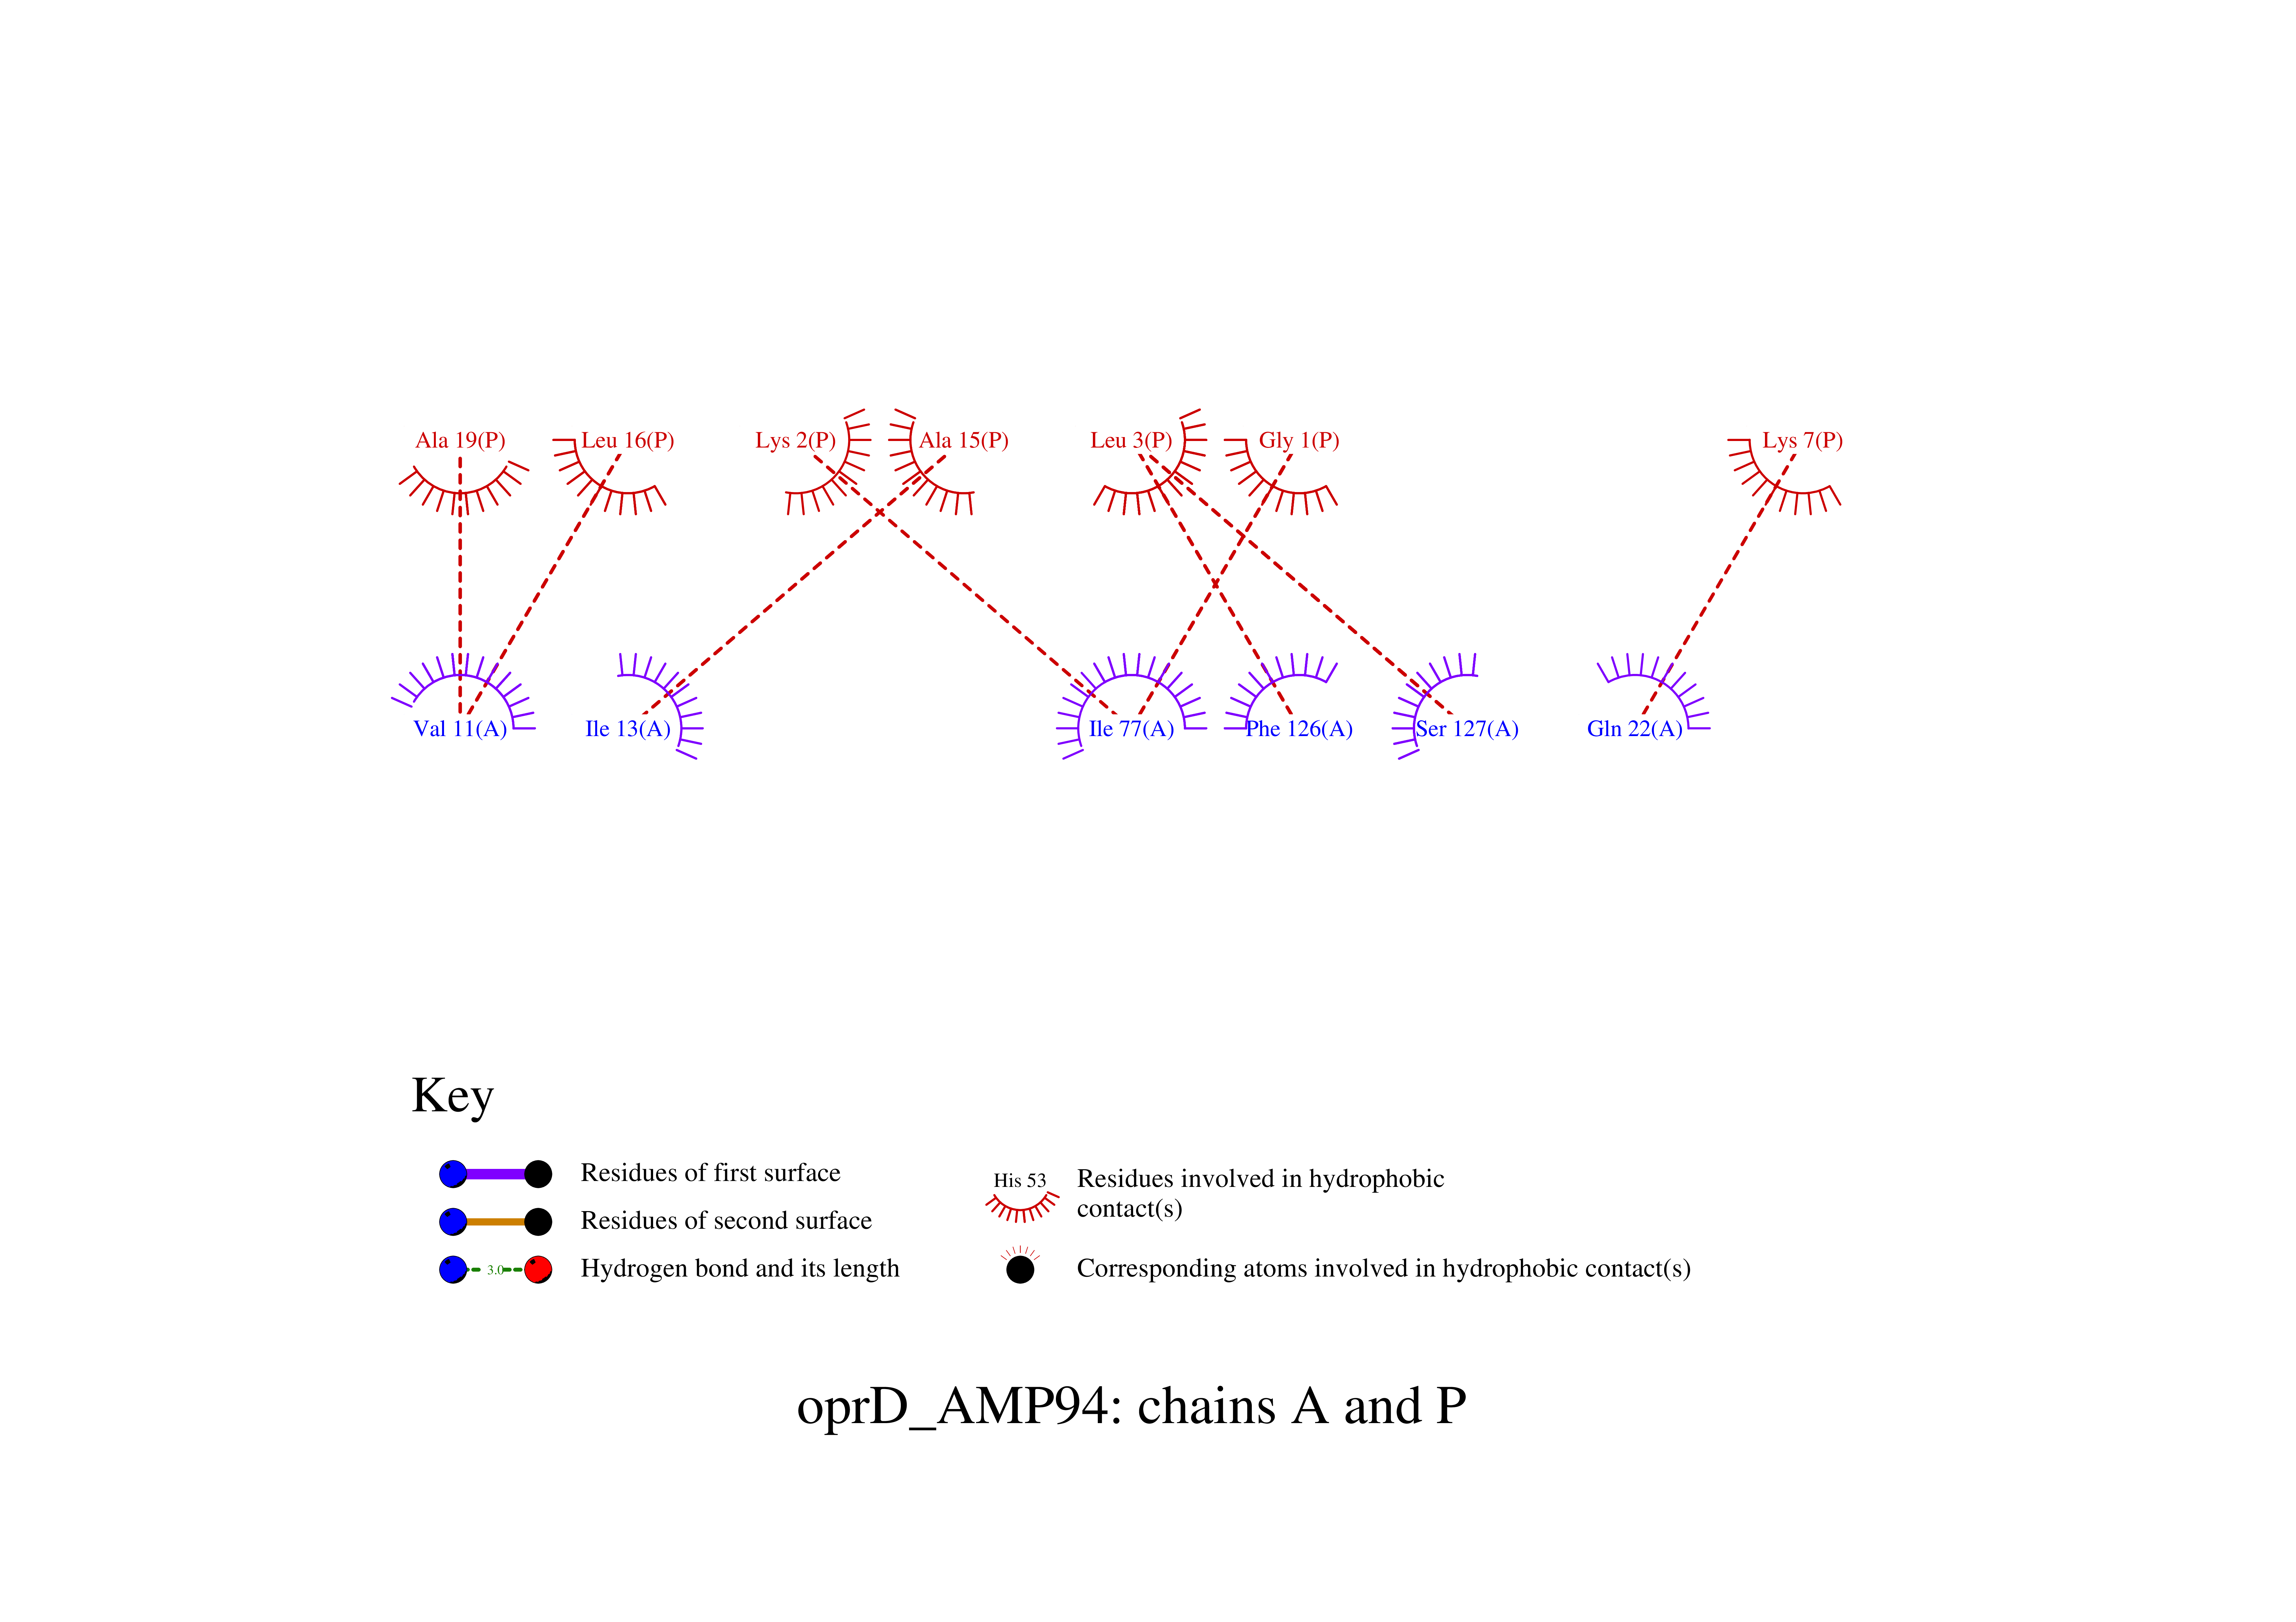 Ala 19(P) Leu 16(P) Lys 2(P) Ala 15(P) Leu 3(P) Gly 1(P) Lys 7(P)
Val 11(A) Ile 13(A) Ile 77(A) Phe 126(A) Ser 127(A) Gln 22(A)
Key
Residues of first surface
Residues of second surface
3.0 Hydrogen bond and its length
His 53 Residues involved in hydrophobic
contact(s)
Corresponding atoms involved in hydrophobic contact(s)
oprD_AMP94: chains A and P